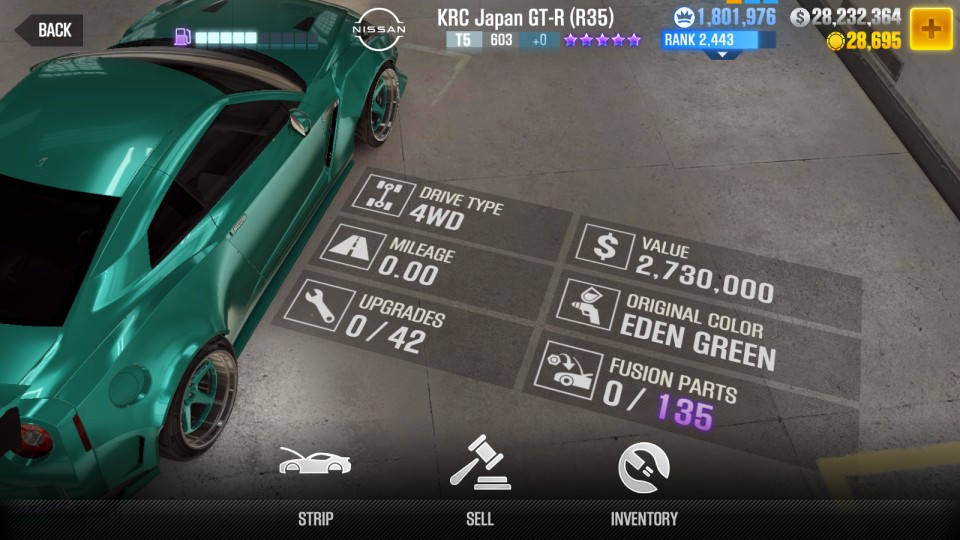 BACK
NISSAN
KRC Japan GT-R (R35)
T5 603 +0
1,801,976
RANK 2,443
$ 28,232,364
28,695
DRIVE TYPE
4WD
MILEAGE
0.00
UPGRADES
0 / 42
$ VALUE
2,730,000
ORIGINAL COLOR
EDEN GREEN
FUSION PARTS
0 / 135
STRIP
SELL
INVENTORY